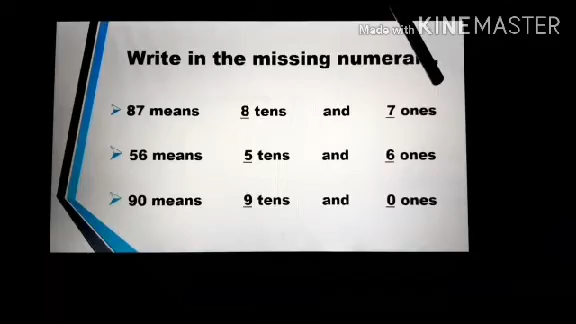 Made with KINEMASTER
Write in the missing numeral
87 means 8 tens and 7 ones
56 means 5 tens and 6 ones
90 means 9 tens and 0 ones